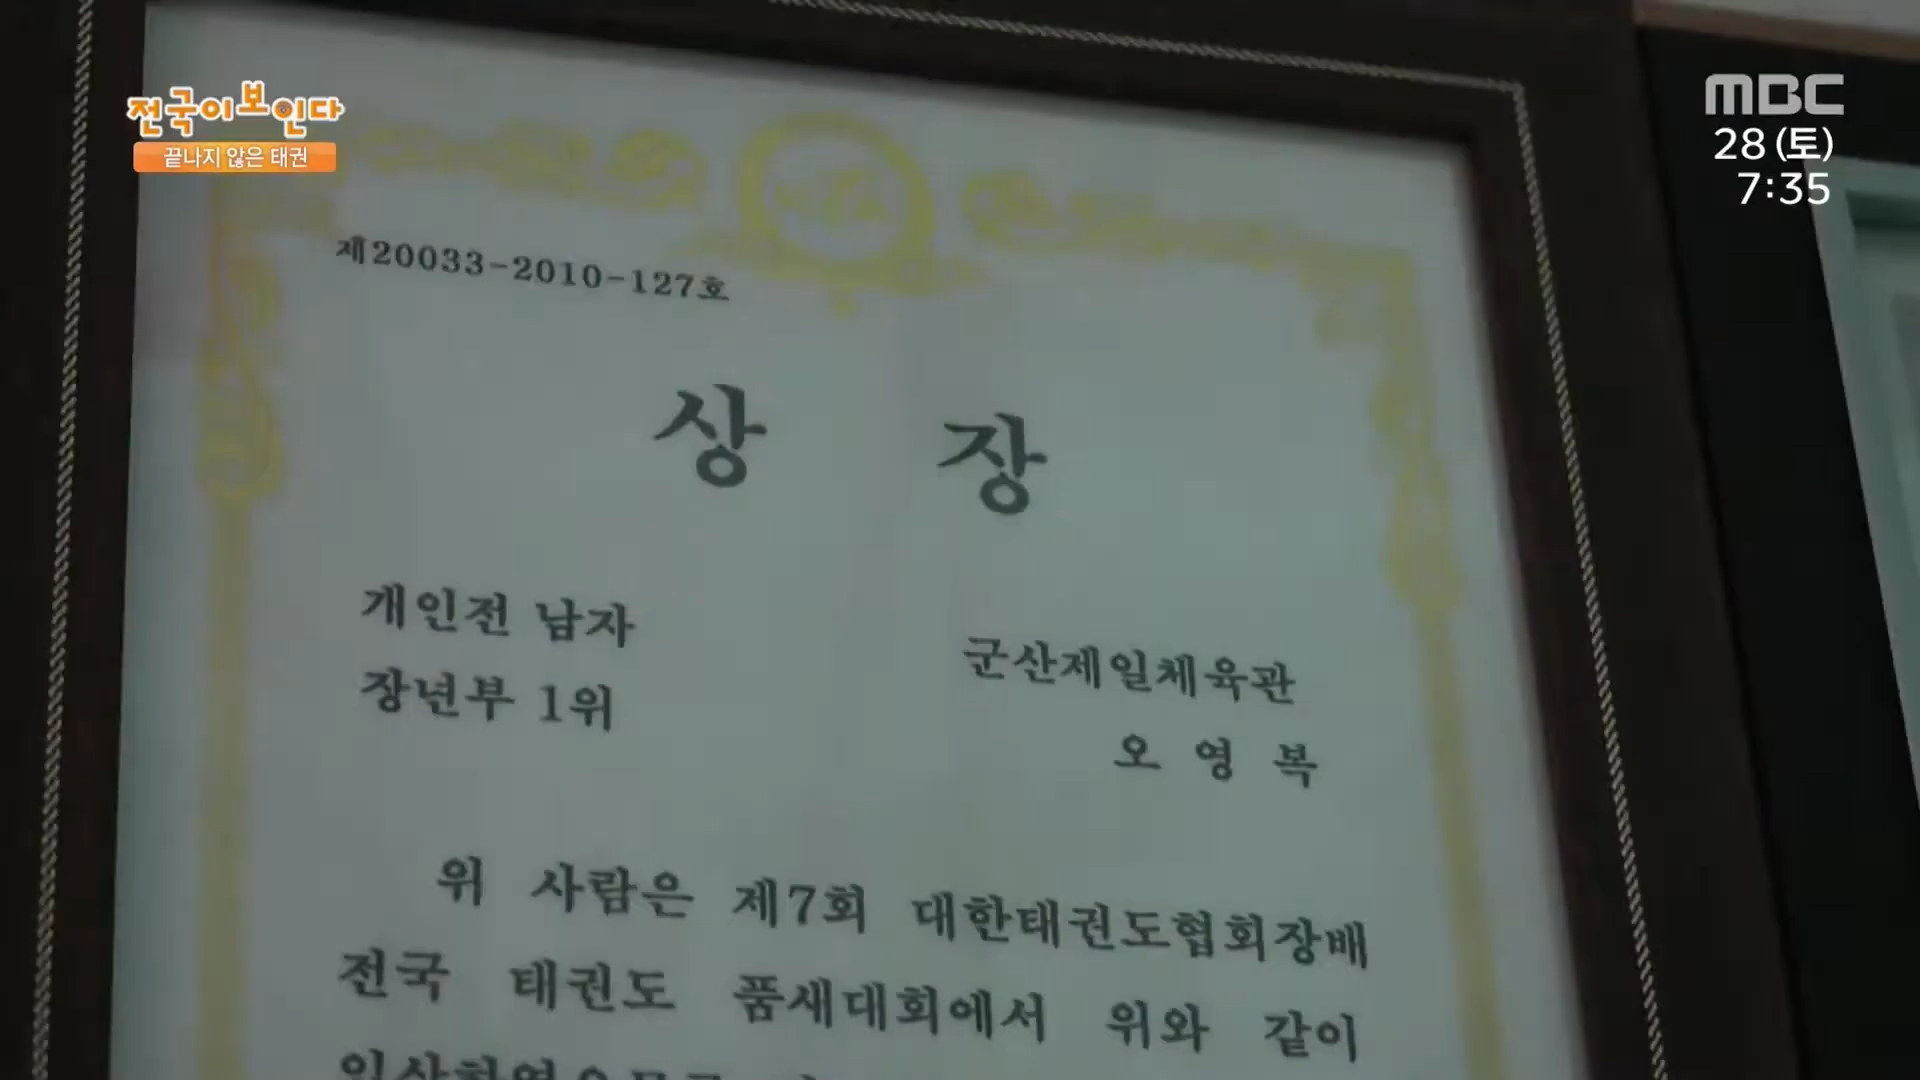 전국이보인다
끝나지 않은 태권
MBC
28(토)
7:35
제20033-2010-127호
상 장
개인전 남자
장년부 1위
군산제일체육관
오 영 복
위 사람은 제7회 대한태권도협회장배
전국 태권도 품새대회에서 위와 같이